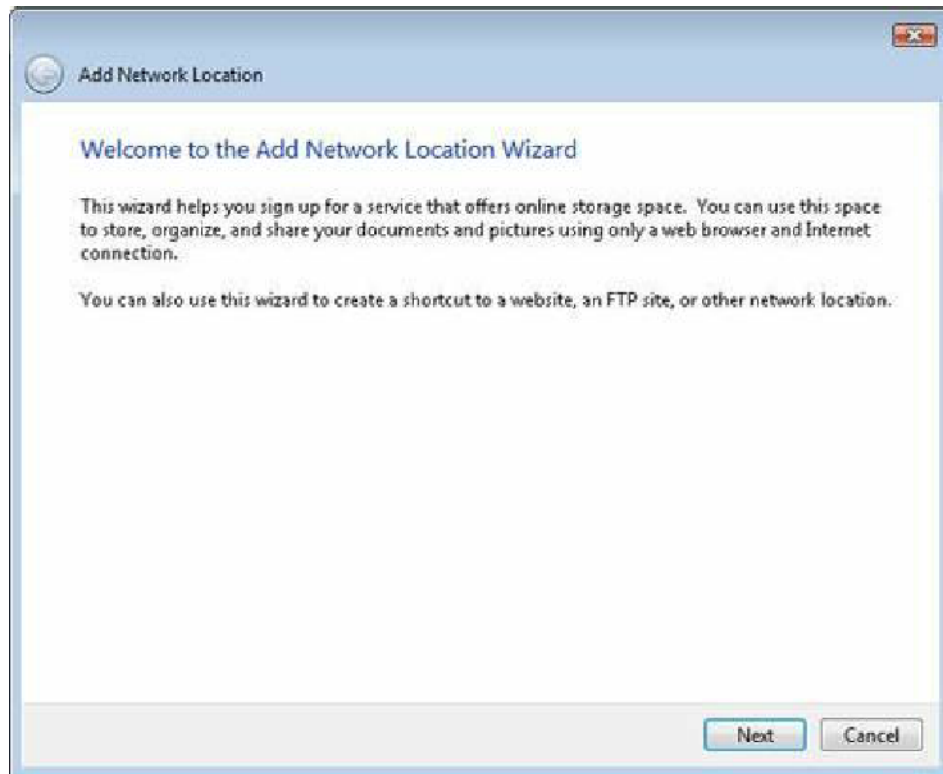 Add Network Location
Welcome to the Add Network Location Wizard
This wizard helps you sign up for a service that offers online storage space. You can use this space
to store, organize, and share your documents and pictures using only a web browser and Internet
connection.
You can also use this wizard to create a shortcut to a website, an FTP site, or other network location.
Next
Cancel